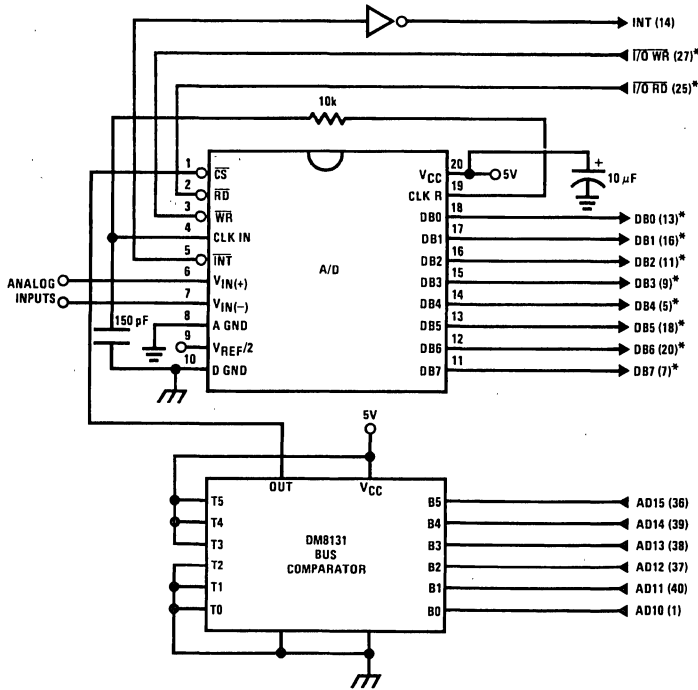 INT (14)
I/O WR (27)*
I/O RD (25)*
10k
1 CS
2 RD
3 WR
4 CLK IN
5 INT
6 VIN(+)
7 VIN(−)
8 A GND
9 VREF/2
10 D GND
ANALOG
INPUTS
150 pF
A/D
20 VCC
5V
+
10 µF
19 CLK R
18 DB0 DB0 (13)*
17 DB1 DB1 (16)*
16 DB2 DB2 (11)*
15 DB3 DB3 (9)*
14 DB4 DB4 (5)*
13 DB5 DB5 (18)*
12 DB6 DB6 (20)*
11 DB7 DB7 (7)*
5V
OUT VCC
T5
T4
T3
T2
T1
T0
DM8131
BUS
COMPARATOR
B5 AD15 (36)
B4 AD14 (39)
B3 AD13 (38)
B2 AD12 (37)
B1 AD11 (40)
B0 AD10 (1)